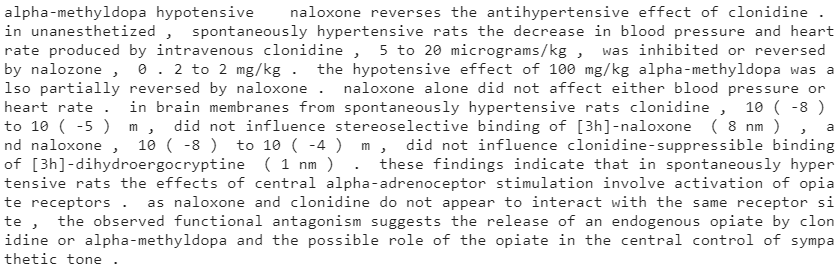 alpha-methyldopa hypotensive    naloxone reverses the antihypertensive effect of clonidine .
in unanesthetized ,  spontaneously hypertensive rats the decrease in blood pressure and heart
rate produced by intravenous clonidine ,  5 to 20 micrograms/kg ,  was inhibited or reversed
by nalozone ,  0 . 2 to 2 mg/kg .  the hypotensive effect of 100 mg/kg alpha-methyldopa was a
lso partially reversed by naloxone .  naloxone alone did not affect either blood pressure or
heart rate .  in brain membranes from spontaneously hypertensive rats clonidine ,  10 ( -8 )
to 10 ( -5 )  m ,  did not influence stereoselective binding of [3h]-naloxone  ( 8 nm )  ,  a
nd naloxone ,  10 ( -8 )  to 10 ( -4 )  m ,  did not influence clonidine-suppressible binding
of [3h]-dihydroergocryptine  ( 1 nm )  .  these findings indicate that in spontaneously hyper
tensive rats the effects of central alpha-adrenoceptor stimulation involve activation of opia
te receptors .  as naloxone and clonidine do not appear to interact with the same receptor si
te ,  the observed functional antagonism suggests the release of an endogenous opiate by clon
idine or alpha-methyldopa and the possible role of the opiate in the central control of sympa
thetic tone .